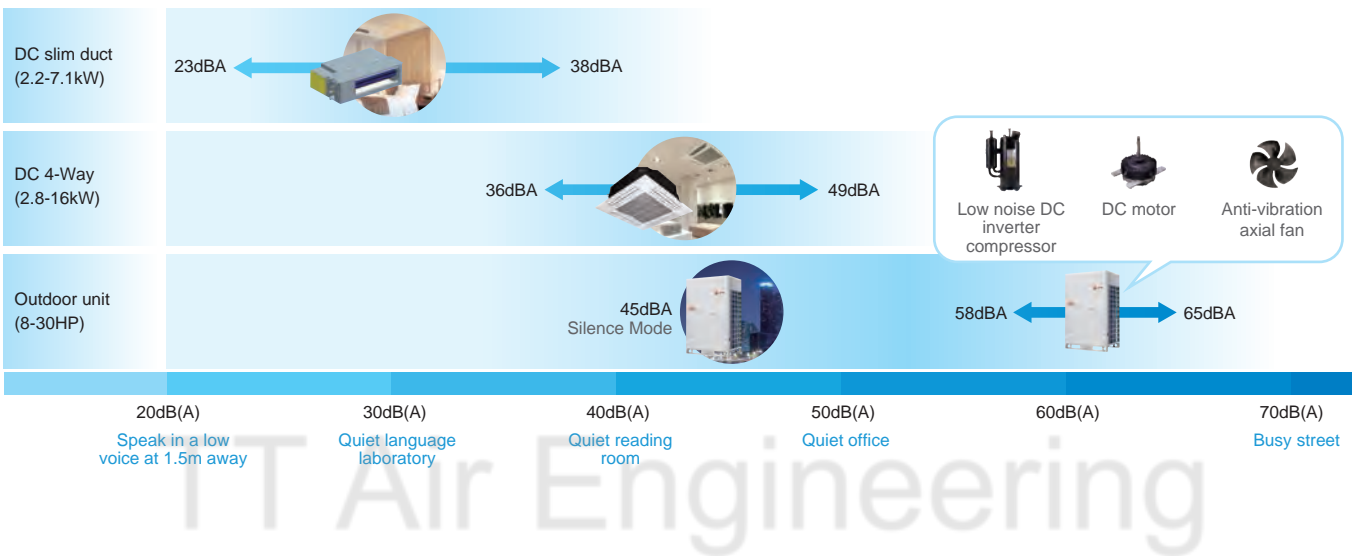 DC slim duct
(2.2-7.1kW)
23dBA
38dBA
DC 4-Way
(2.8-16kW)
36dBA
49dBA
Low noise DC
inverter
compressor
DC motor
Anti-vibration
axial fan
Outdoor unit
(8-30HP)
45dBA
Silence Mode
58dBA
65dBA
20dB(A)
30dB(A)
40dB(A)
50dB(A)
60dB(A)
70dB(A)
Speak in a low
voice at 1.5m away
Quiet language
laboratory
Quiet reading
room
Quiet office
Busy street
TT Air Engineering